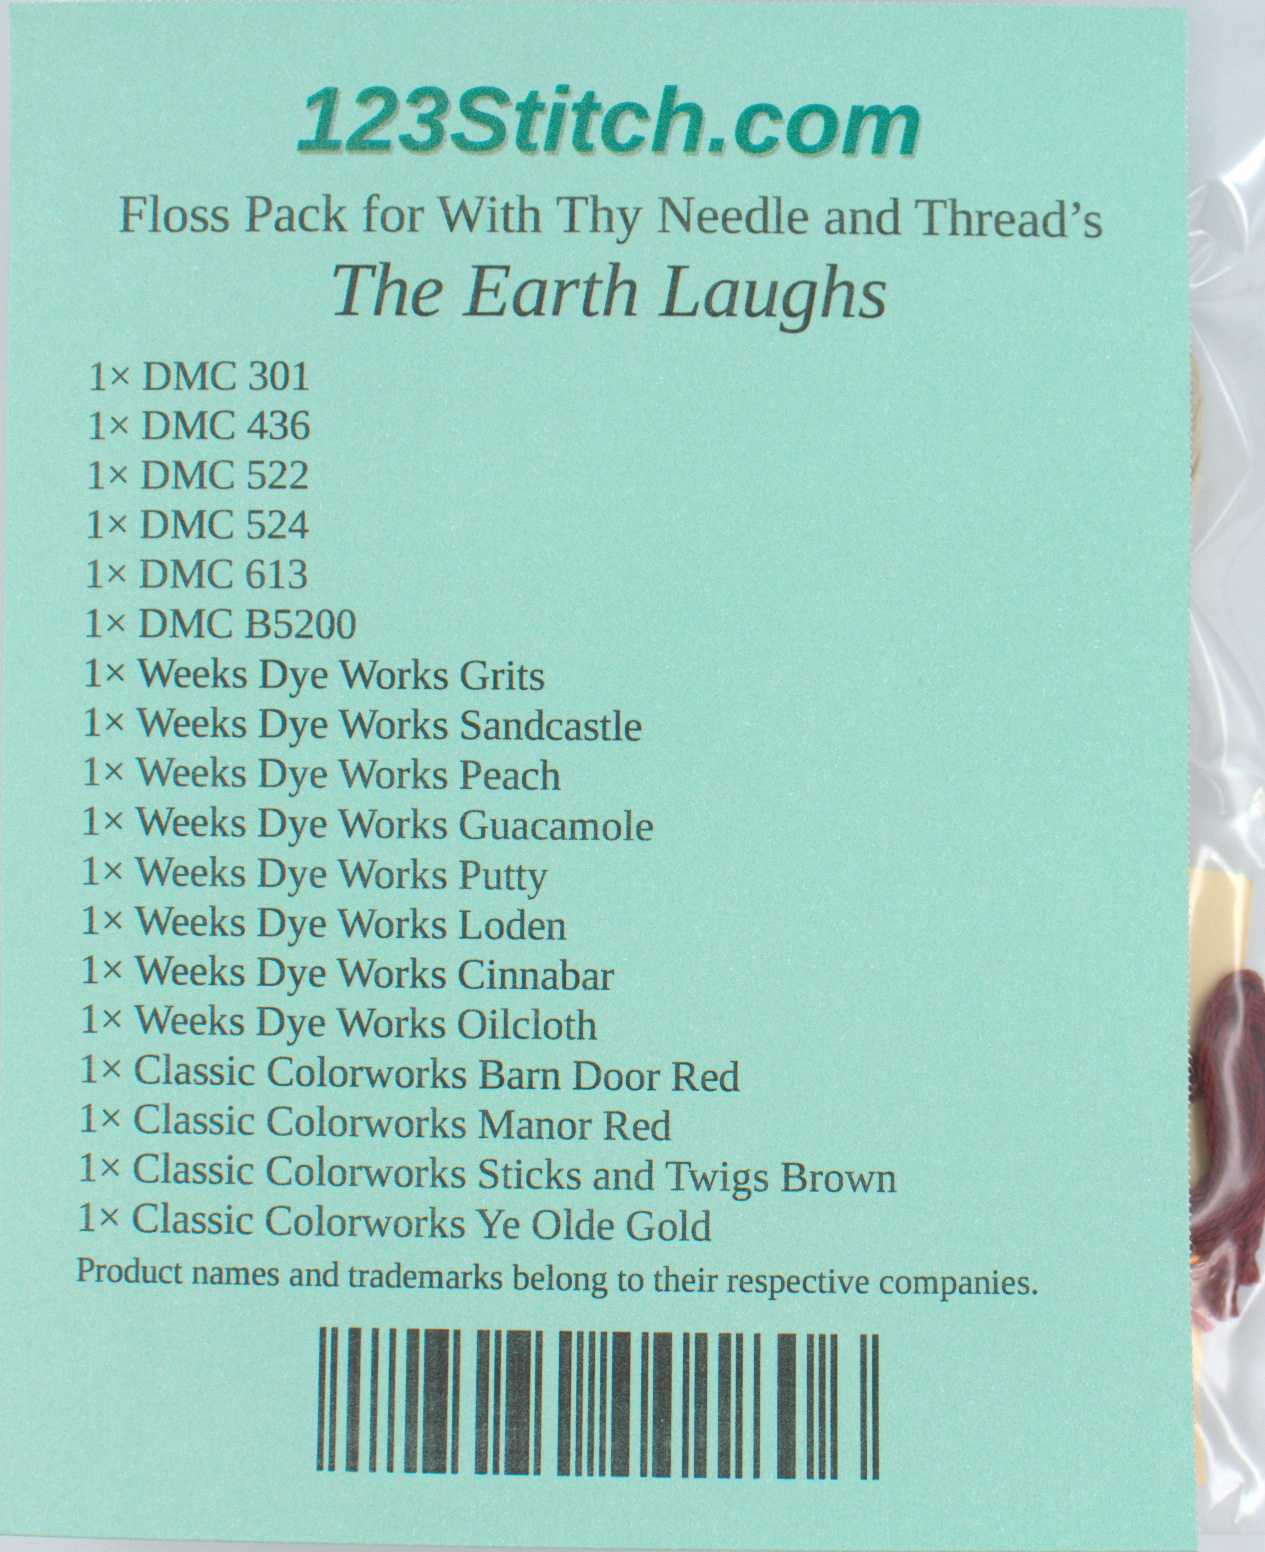 123Stitch.com
Floss Pack for With Thy Needle and Thread’s
The Earth Laughs
1× DMC 301
1× DMC 436
1× DMC 522
1× DMC 524
1× DMC 613
1× DMC B5200
1× Weeks Dye Works Grits
1× Weeks Dye Works Sandcastle
1× Weeks Dye Works Peach
1× Weeks Dye Works Guacamole
1× Weeks Dye Works Putty
1× Weeks Dye Works Loden
1× Weeks Dye Works Cinnabar
1× Weeks Dye Works Oilcloth
1× Classic Colorworks Barn Door Red
1× Classic Colorworks Manor Red
1× Classic Colorworks Sticks and Twigs Brown
1× Classic Colorworks Ye Olde Gold
Product names and trademarks belong to their respective companies.